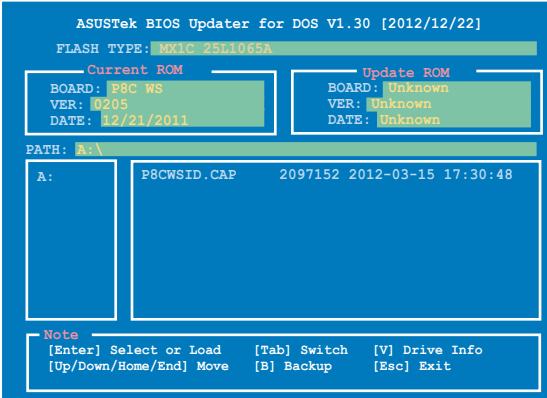 ASUSTek BIOS Updater for DOS V1.30 [2012/12/22]
FLASH TYPE: MX1C 25L1065A
Current ROM
BOARD: P8C WS
VER: 0205
DATE: 12/21/2011
Update ROM
BOARD: Unknown
VER: Unknown
DATE: Unknown
PATH: A:\
A:
P8CWSID.CAP 2097152 2012-03-15 17:30:48
Note
[Enter] Select or Load [Tab] Switch [V] Drive Info
[Up/Down/Home/End] Move [B] Backup [Esc] Exit